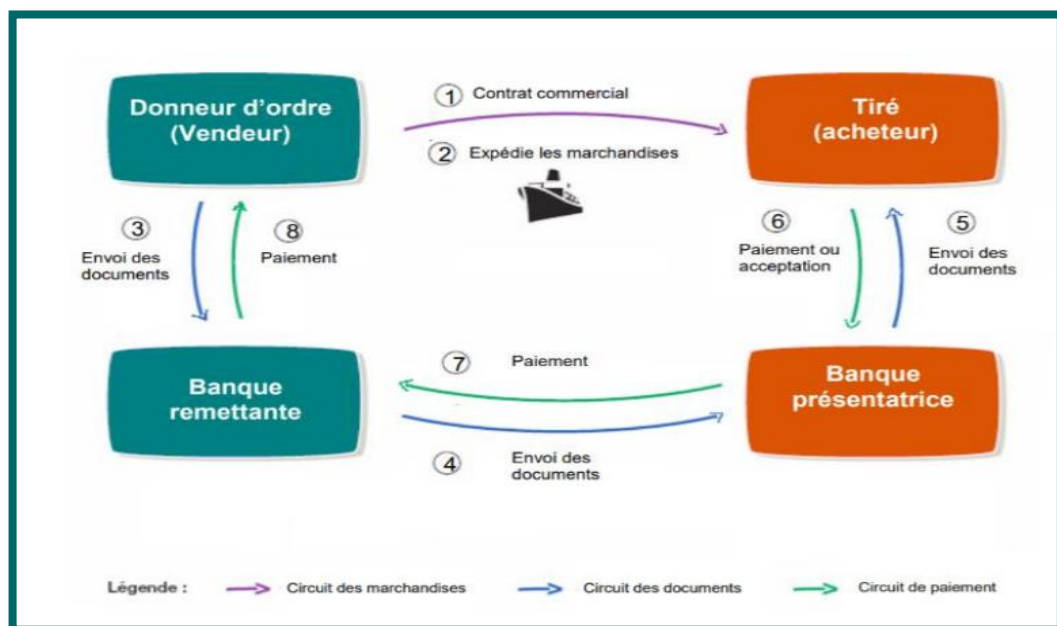 Donneur d'ordre
(Vendeur)
① Contrat commercial
② Expédie les marchandises
Tiré
(acheteur)
③
Envoi des
documents
⑧
Paiement
⑥
Paiement ou
acceptation
⑤
Envoi des
documents
Banque
remettante
⑦ Paiement
④ Envoi des
documents
Banque
présentatrice
Légende :
Circuit des marchandises
Circuit des documents
Circuit de paiement